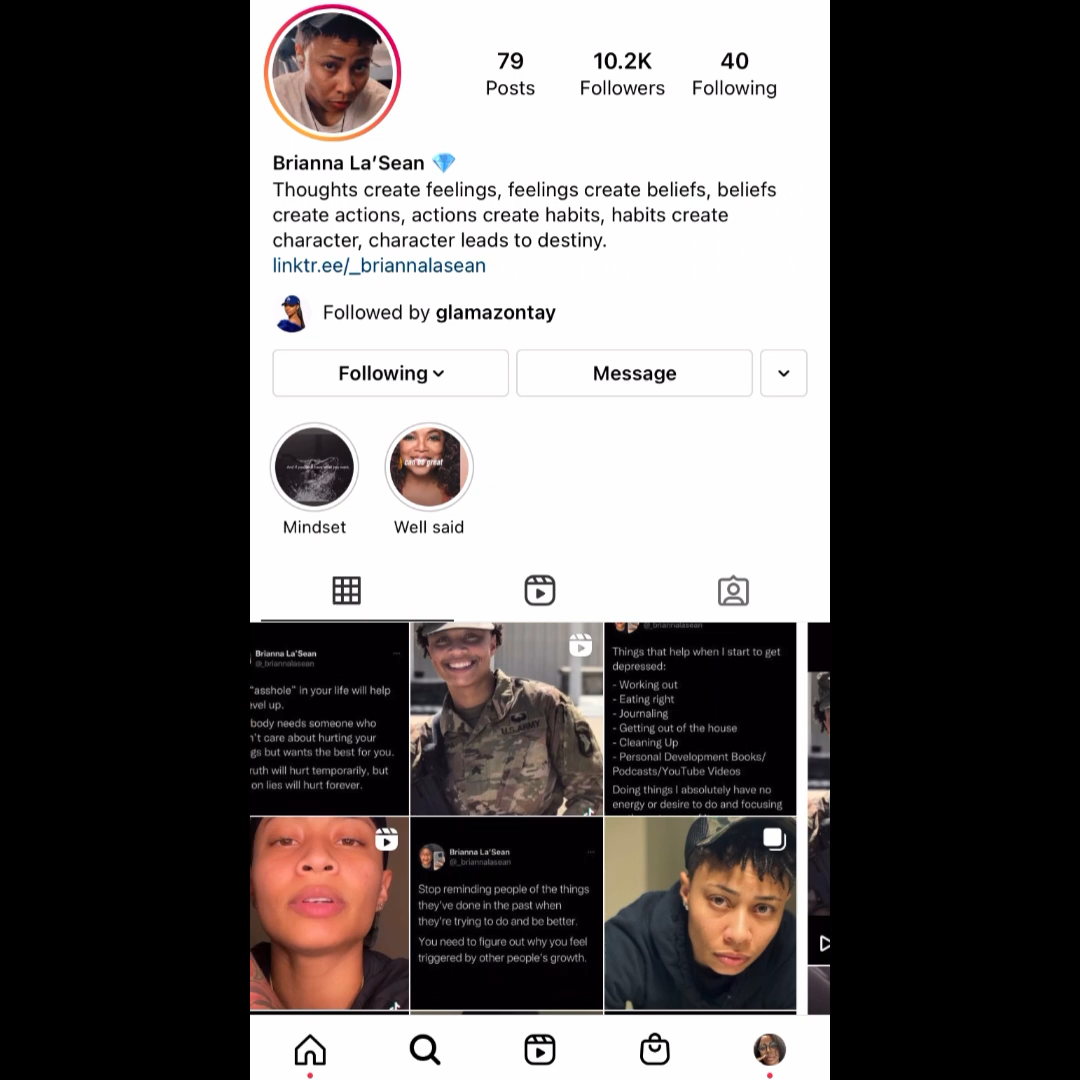 79
10.2K
40
Posts
Followers
Following
Brianna La'Sean
Thoughts create feelings, feelings create beliefs, beliefs
create actions, actions create habits, habits create
character, character leads to destiny.
linktr.ee/_briannalasean
Followed by glamazontay
Following
Message
can be great
Mindset
Well said
Brianna La'Sean
@_briannalasean
"asshole" in your life will help
vel up.
body needs someone who
't care about hurting your
gs but wants the best for you.
ruth will hurt temporarily, but
on lies will hurt forever.
U.S. ARMY
@_briannalasean
Things that help when I start to get
depressed:
- Working out
- Eating right
- Journaling
- Getting out of the house
- Cleaning Up
- Personal Development Books/
Podcasts/YouTube Videos
Doing things I absolutely have no
energy or desire to do and focusing
Brianna La'Sean
@_briannalasean
Stop reminding people of the things
they've done in the past when
they're trying to do and be better.
You need to figure out why you feel
triggered by other people's growth.